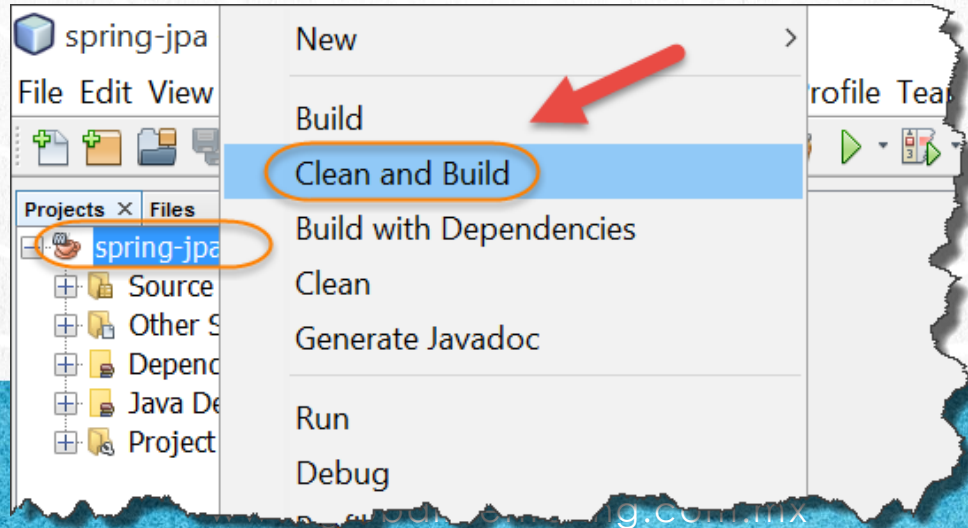 spring-jpa
File Edit View
rofile Tea
Projects × Files
spring-jpa
Source
Other S
Depend
Java De
Project
New
Build
Clean and Build
Build with Dependencies
Clean
Generate Javadoc
Run
Debug